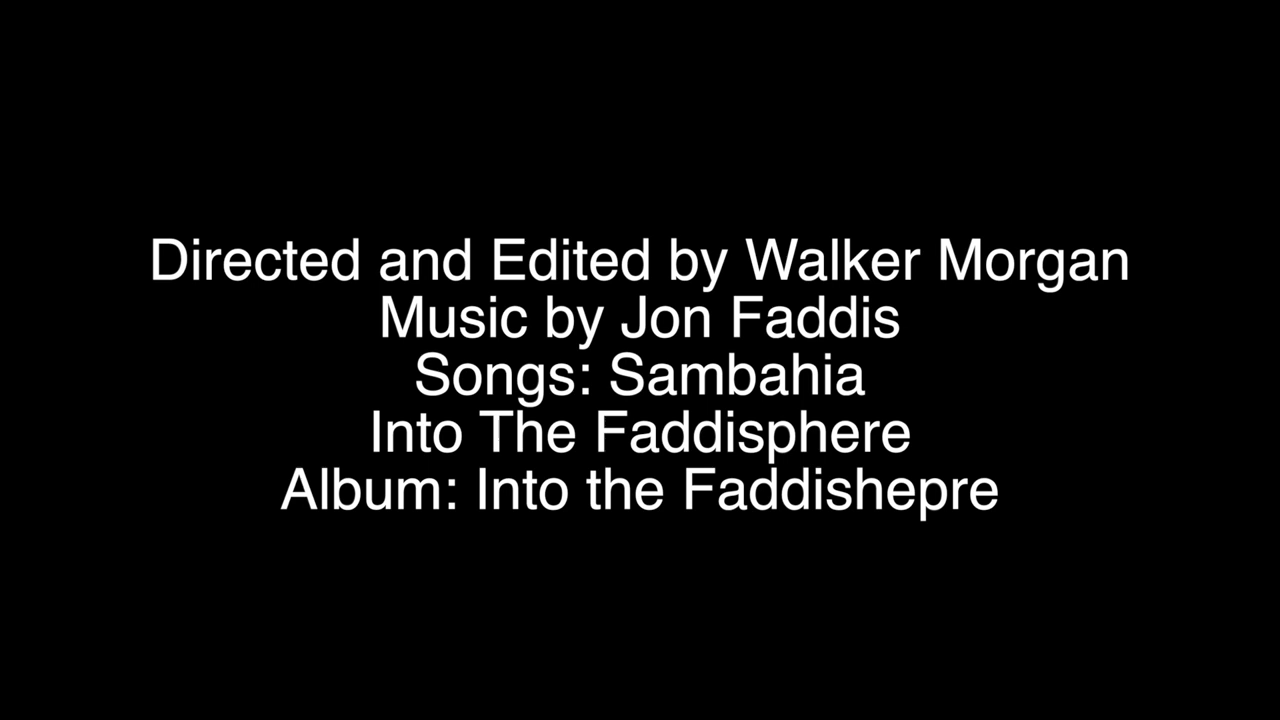 Directed and Edited by Walker Morgan
Music by Jon Faddis
Songs: Sambahia
Into The Faddisphere
Album: Into the Faddishepre